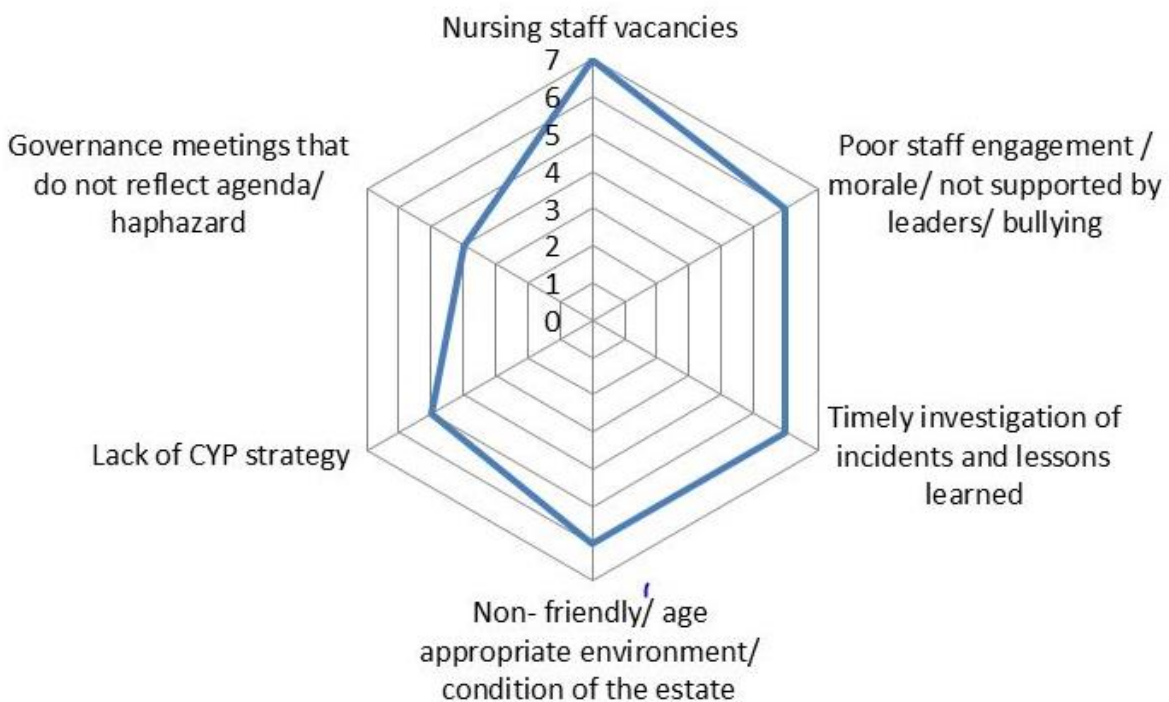 Nursing staff vacancies
7
6
5
4
3
2
1
0
Poor staff engagement /
morale/ not supported by
leaders/ bullying
Timely investigation of
incidents and lessons
learned
Non- friendly/ age
appropriate environment/
condition of the estate
Lack of CYP strategy
Governance meetings that
do not reflect agenda/
haphazard